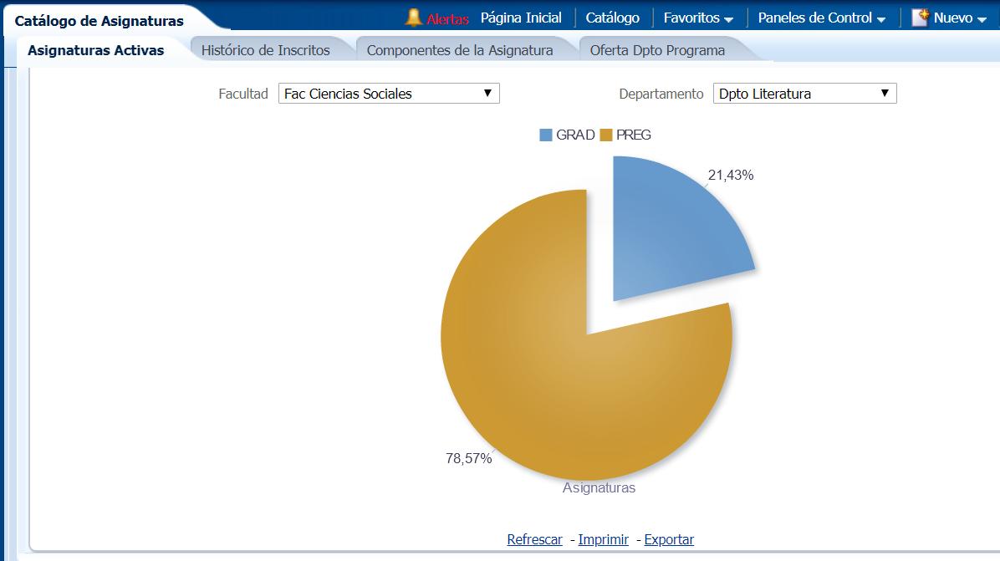 Catálogo de Asignaturas Alertas Página Inicial Catálogo Favoritos Paneles de Control Nuevo
Asignaturas Activas Histórico de Inscritos Componentes de la Asignatura Oferta Dpto Programa
Facultad Fac Ciencias Sociales Departamento Dpto Literatura
GRAD PREG
21,43%
78,57%
Asignaturas
Refrescar - Imprimir - Exportar